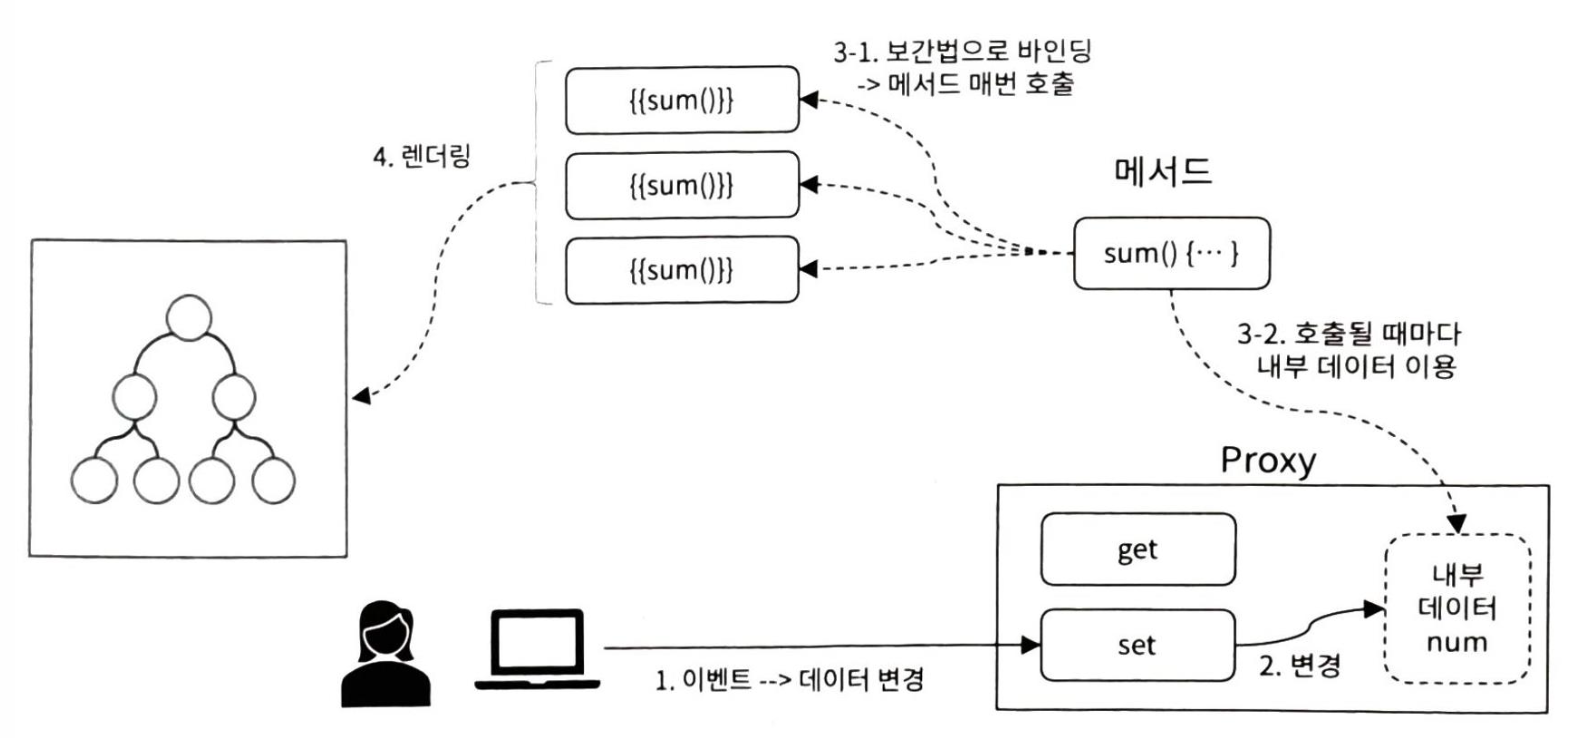 3-1. 보간법으로 바인딩
-> 메서드 매번 호출
{{sum()}}
4. 렌더링
{{sum()}}
{{sum()}}
메서드
sum() {··· }
3-2. 호출될 때마다
내부 데이터 이용
Proxy
get
set
내부
데이터
num
1. 이벤트 --> 데이터 변경
2. 변경